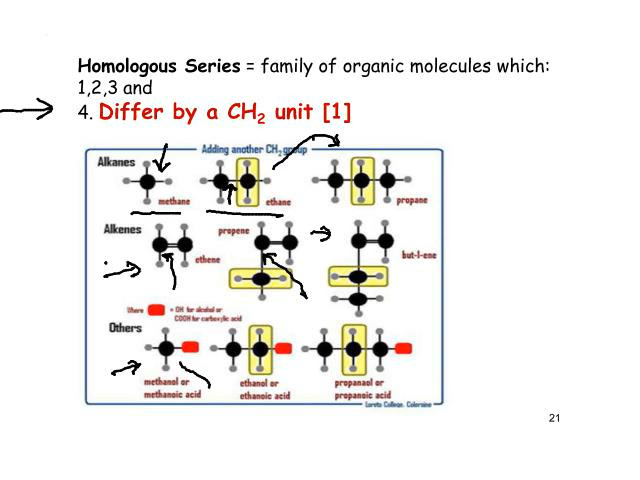 Homologous Series = family of organic molecules which:
1,2,3 and
4. Differ by a CH₂ unit [1]
Adding another CH₂ group
Alkanes
methane
ethane
propane
Alkenes
propene
ethene
but-1-ene
Where = OH for alcohol or
COOH for carboxylic acid
Others
methanol or
methanoic acid
ethanol or
ethanoic acid
propanaol or
propanoic acid
Loreto College, Coleraine
21